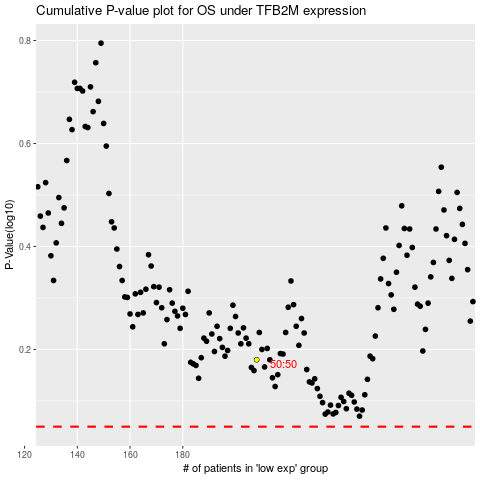 Cumulative P-value plot for OS under TFB2M expression
0.8
0.6
0.4
0.2
P-Value(log10)
50:50
120 140 160 180
# of patients in 'low exp' group